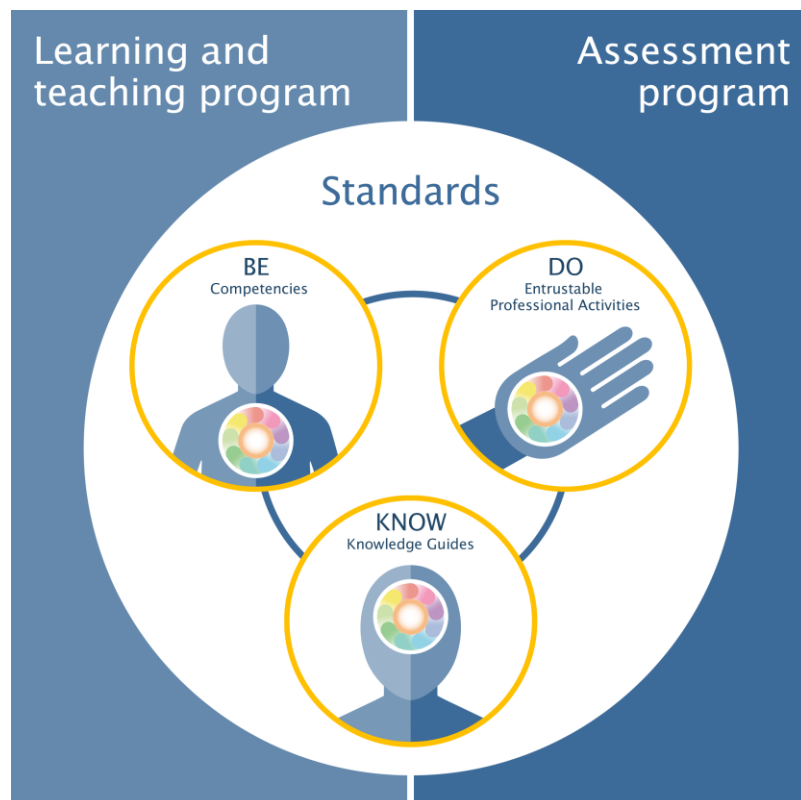 Learning and
teaching program
Assessment
program
Standards
BE
Competencies
DO
Entrustable
Professional Activities
KNOW
Knowledge Guides